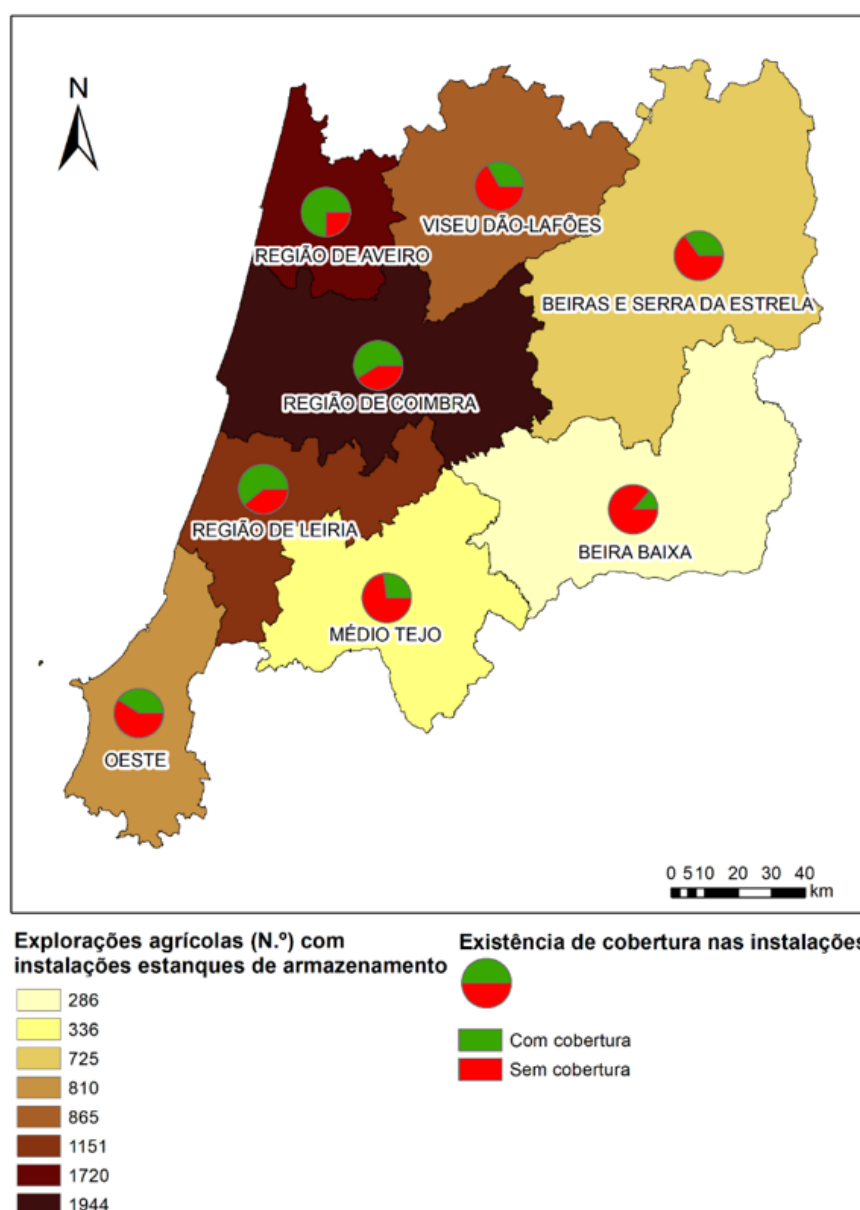 N
VISEU DÃO-LAFÕES
REGIÃO DE AVEIRO
BEIRAS E SERRA DA ESTRELA
REGIÃO DE COIMBRA
REGIÃO DE LEIRIA
BEIRA BAIXA
MÉDIO TEJO
OESTE
0 5 10 20 30 40
km
Explorações agrícolas (N.º) com
instalações estanques de armazenamento
286
336
725
810
865
1151
1720
1944
Existência de cobertura nas instalações
Com cobertura
Sem cobertura